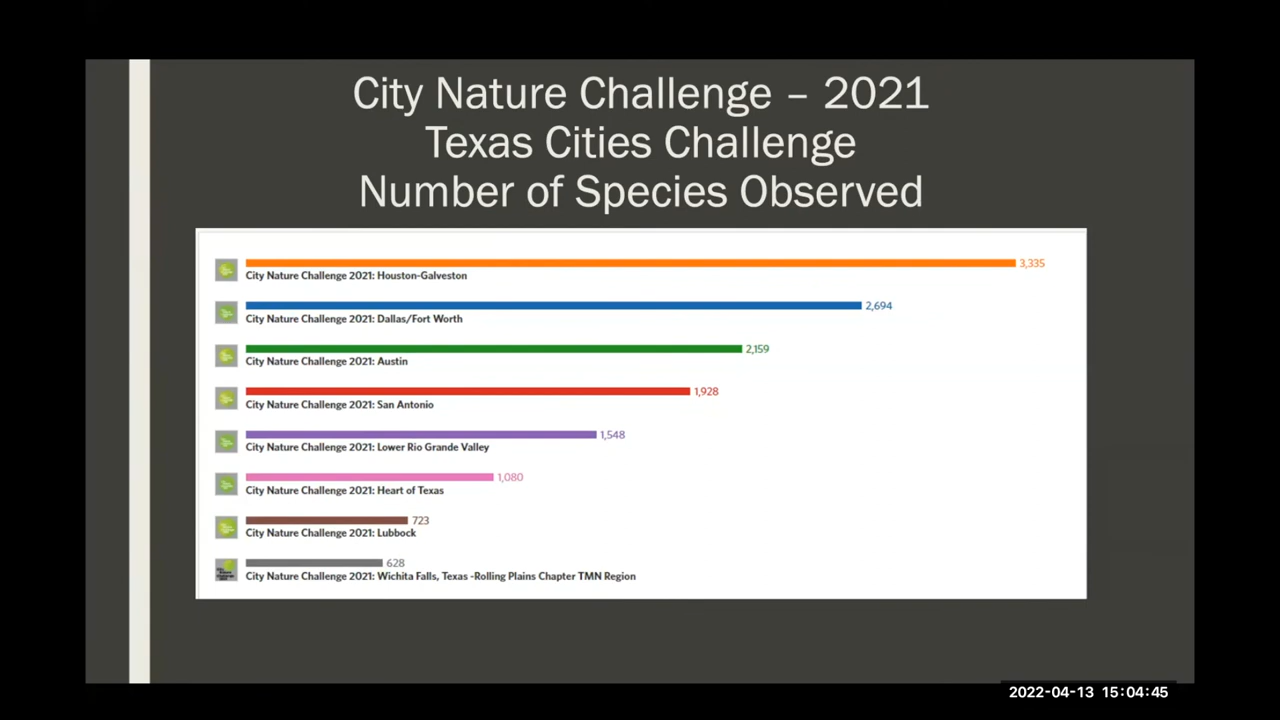 City Nature Challenge – 2021
Texas Cities Challenge
Number of Species Observed
3,335
City Nature Challenge 2021: Houston-Galveston
2,694
City Nature Challenge 2021: Dallas/Fort Worth
2,159
City Nature Challenge 2021: Austin
1,928
City Nature Challenge 2021: San Antonio
1,548
City Nature Challenge 2021: Lower Rio Grande Valley
1,080
City Nature Challenge 2021: Heart of Texas
723
City Nature Challenge 2021: Lubbock
628
City Nature Challenge 2021: Wichita Falls, Texas -Rolling Plains Chapter TMN Region
2022-04-13 15:04:45